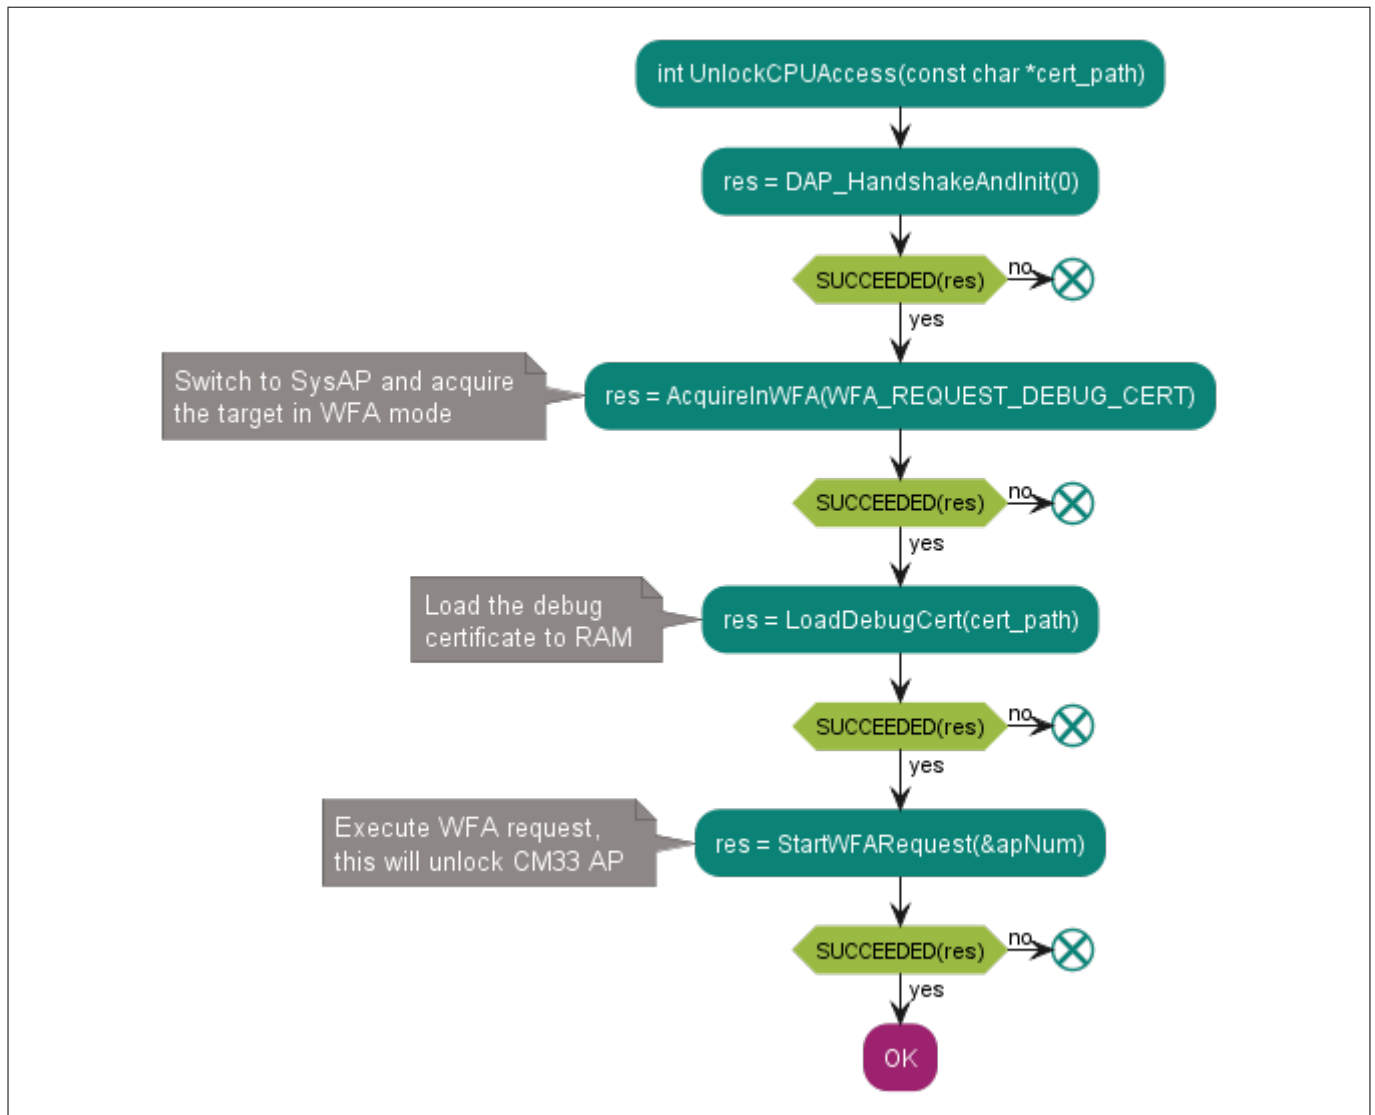 int UnlockCPUAccess(const char *cert_path)
res = DAP_HandshakeAndInit(0)
SUCCEEDED(res)
no
yes
Switch to SysAP and acquire
the target in WFA mode
res = AcquireInWFA(WFA_REQUEST_DEBUG_CERT)
SUCCEEDED(res)
no
yes
Load the debug
certificate to RAM
res = LoadDebugCert(cert_path)
SUCCEEDED(res)
no
yes
Execute WFA request,
this will unlock CM33 AP
res = StartWFARequest(&apNum)
SUCCEEDED(res)
no
yes
OK